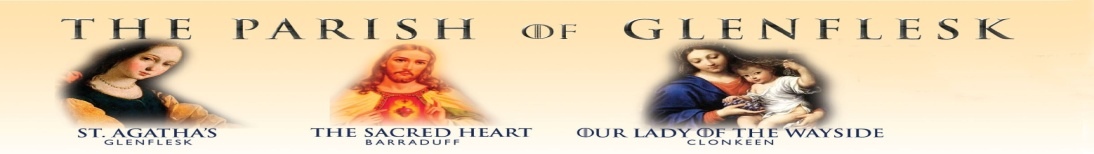 THE PARISH OF GLENFLESK
ST. AGATHA'S
GLENFLESK
THE SACRED HEART
BARRADUFF
OUR LADY OF THE WAYSIDE
CLONKEEN